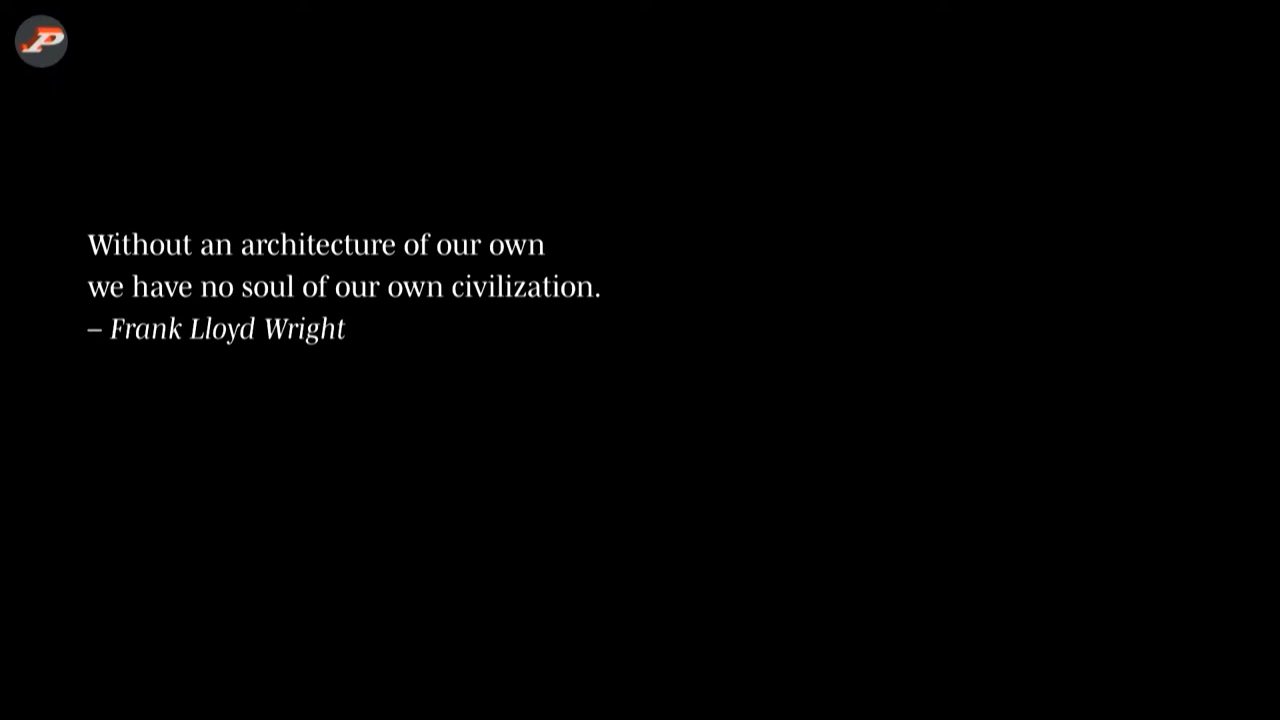 P
Without an architecture of our own
we have no soul of our own civilization.
– Frank Lloyd Wright